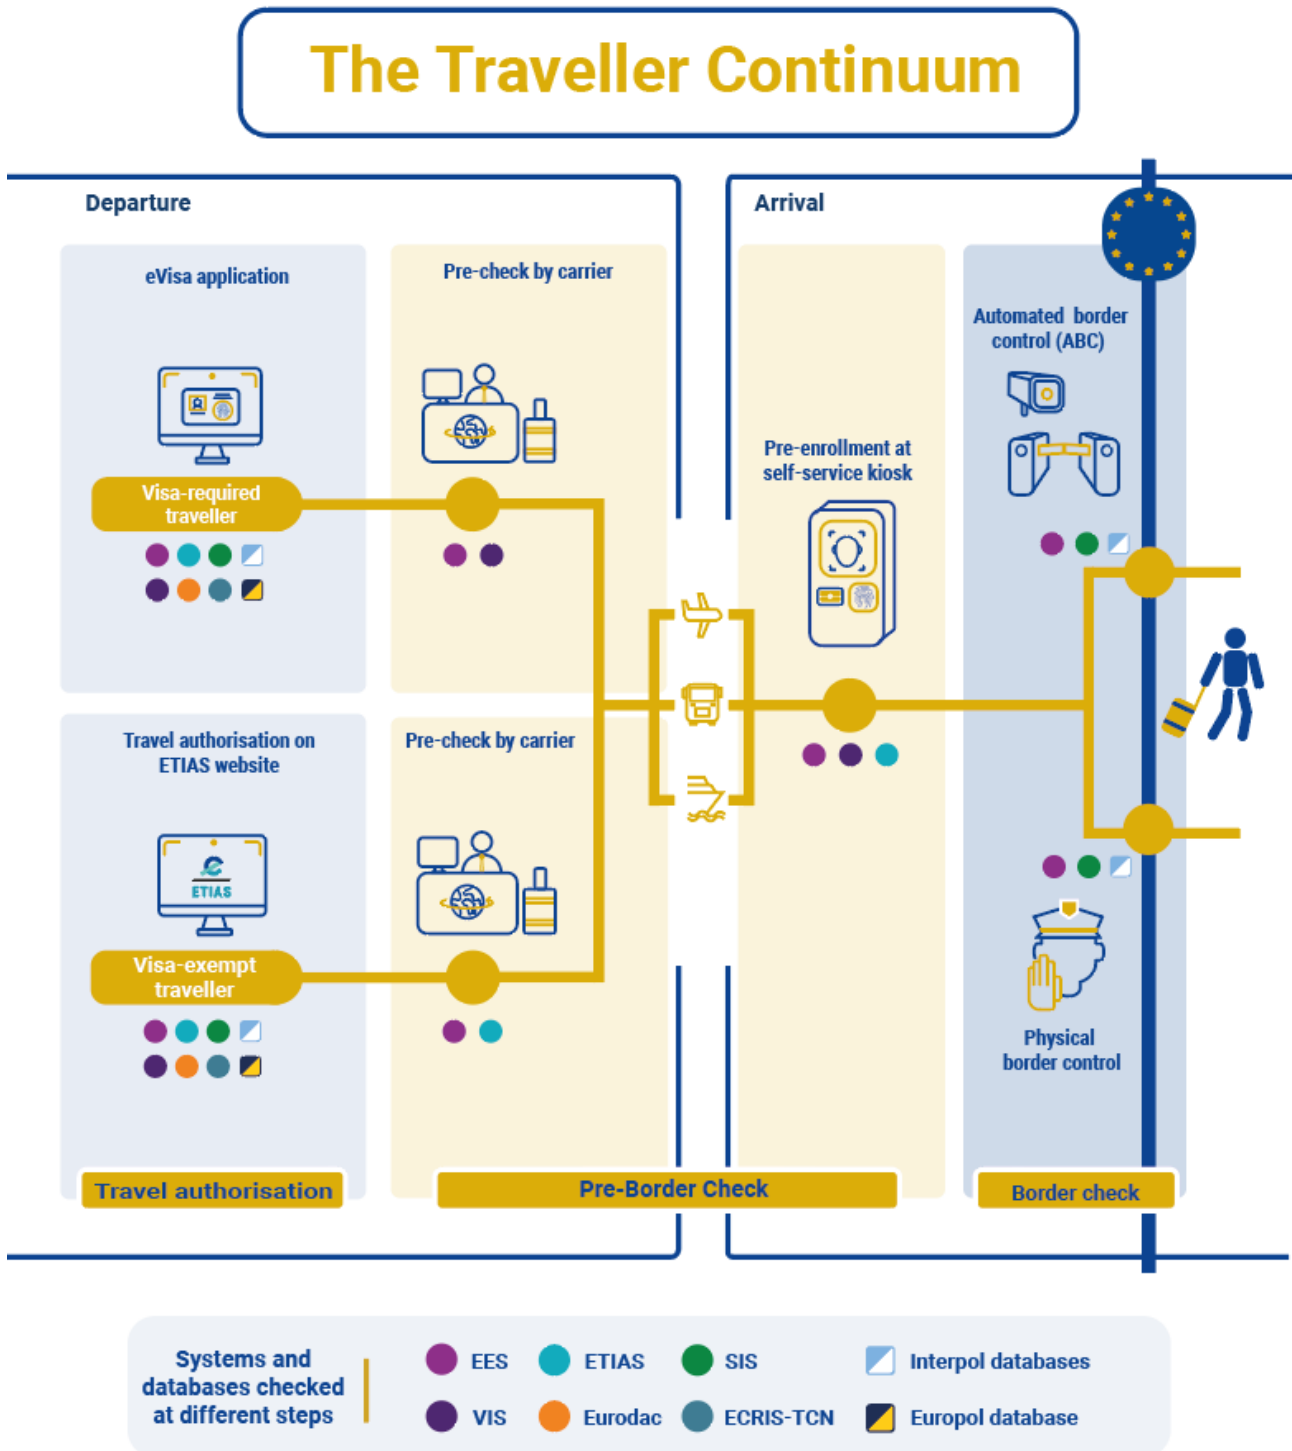 The Traveller Continuum
Departure
eVisa application
Visa-required
traveller
Pre-check by carrier
Travel authorisation on
ETIAS website
ETIAS
Visa-exempt
traveller
Pre-check by carrier
Arrival
Pre-enrollment at
self-service kiosk
Automated border
control (ABC)
Physical
border control
Travel authorisation
Pre-Border Check
Border check
Systems and
databases checked
at different steps
EES
ETIAS
SIS
Interpol databases
VIS
Eurodac
ECRIS-TCN
Europol database